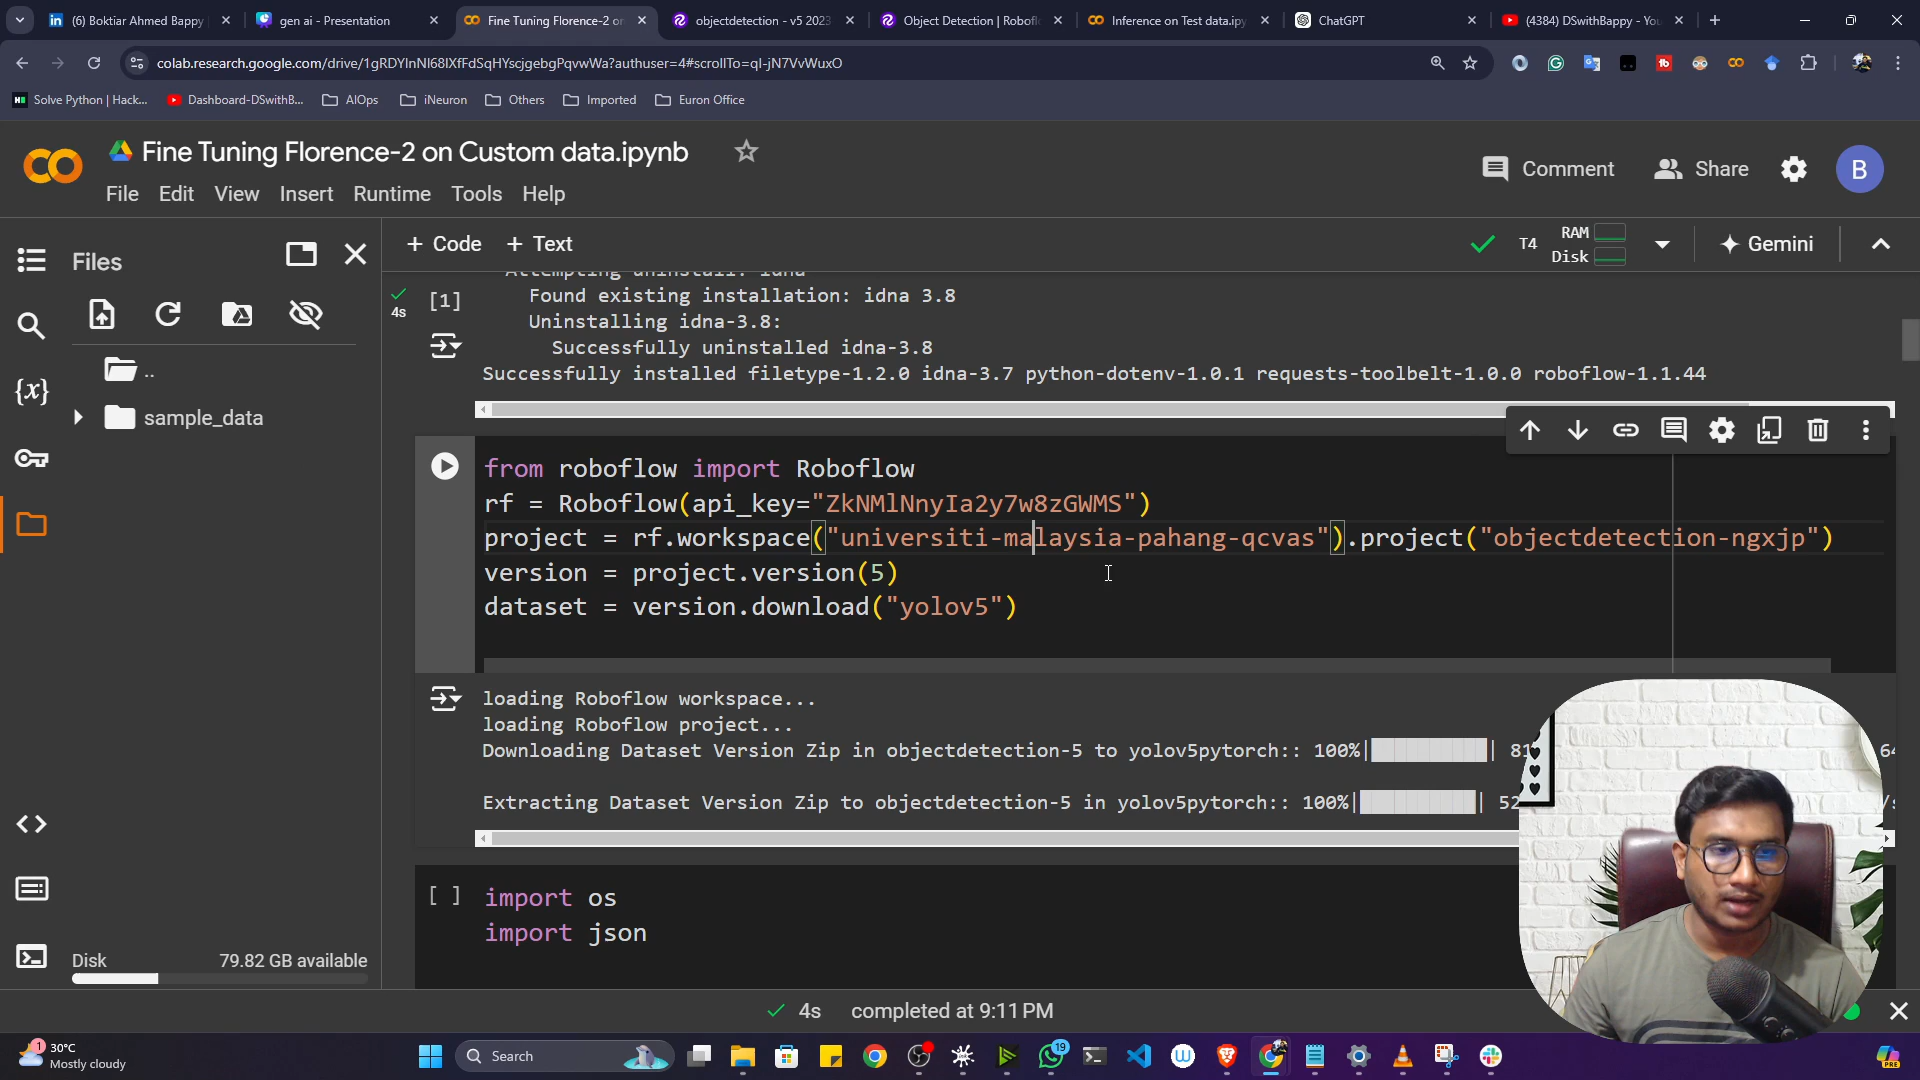 (6) Boktiar Ahmed Bappy
gen ai - Presentation
Fine Tuning Florence-2 on
objectdetection - v5 2023
Object Detection | Robofl
Inference on Test data.ipy
ChatGPT
(4384) DSwithBappy - You
colab.research.google.com/drive/1gRDYlnNl68lXfFdSqHYscjgebgPqvwWa?authuser=4#scrollTo=qI-jN7VvWuxO
Solve Python | Hack...
Dashboard-DSwithB...
AIOps
iNeuron
Others
Imported
Euron Office
Fine Tuning Florence-2 on Custom data.ipynb
File Edit View Insert Runtime Tools Help
Comment
Share
B
Files
+ Code + Text
T4
RAM
Disk
Gemini
..
sample_data
Disk 79.82 GB available
Attempting uninstall: idna
[1]
4s
Found existing installation: idna 3.8
Uninstalling idna-3.8:
Successfully uninstalled idna-3.8
Successfully installed filetype-1.2.0 idna-3.7 python-dotenv-1.0.1 requests-toolbelt-1.0.0 roboflow-1.1.44
from roboflow import Roboflow
rf = Roboflow(api_key="ZkNMlNnyIa2y7w8zGWMS")
project = rf.workspace("universiti-malaysia-pahang-qcvas").project("objectdetection-ngxjp")
version = project.version(5)
dataset = version.download("yolov5")
loading Roboflow workspace...
loading Roboflow project...
Downloading Dataset Version Zip in objectdetection-5 to yolov5pytorch:: 100%|
Extracting Dataset Version Zip to objectdetection-5 in yolov5pytorch:: 100%|
[ ] import os
import json
4s completed at 9:11 PM
1
30°C
Mostly cloudy
Search
19
PRE